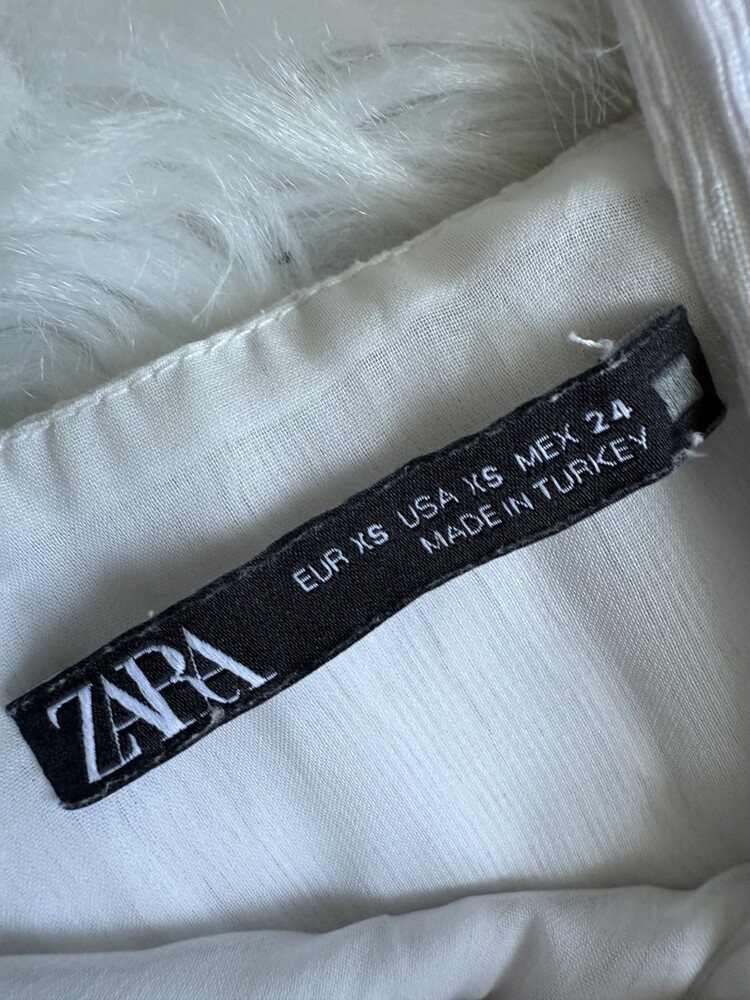 ZARA
EUR XS USA XS MEX 24
MADE IN TURKEY